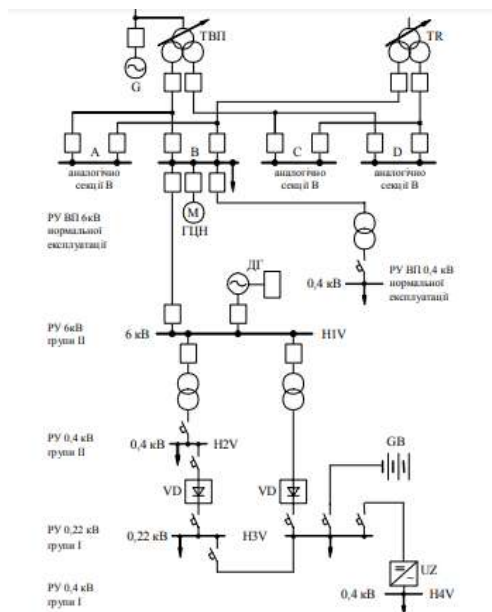 ТВП
TR
G
A
B
C
D
аналогічно
секції В
аналогічно
секції В
аналогічно
секції В
М
ГЦН
РУ ВП 6кВ
нормальної
експлуатації
ДГ
0,4 кВ
РУ ВП 0,4 кВ
нормальної
експлуатації
РУ 6кВ
групи ІІ
6 кВ
H1V
РУ 0,4 кВ
групи ІІ
0,4 кВ
H2V
GB
VD
VD
РУ 0,22 кВ
групи І
0,22 кВ
H3V
UZ
РУ 0,4 кВ
групи І
0,4 кВ
H4V